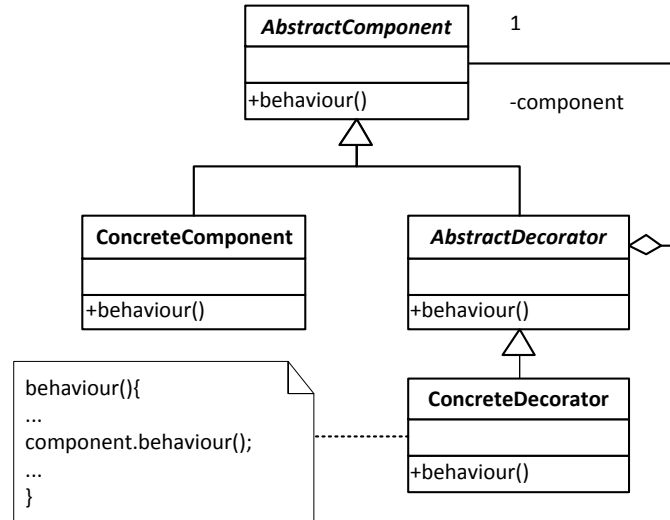 AbstractComponent
1
+behaviour()
-component
ConcreteComponent
+behaviour()
AbstractDecorator
+behaviour()
behaviour(){
...
component.behaviour();
...
}
ConcreteDecorator
+behaviour()